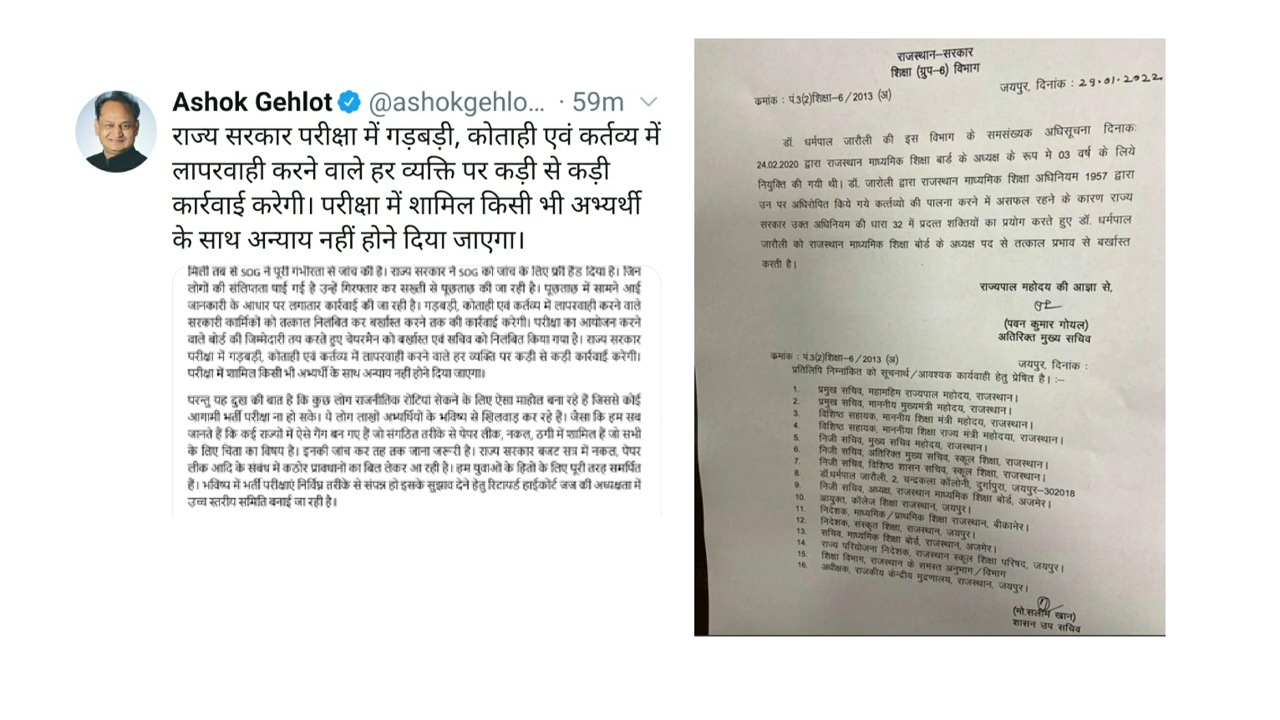 Ashok Gehlot @ashokgehlo... · 59m
राज्य सरकार परीक्षा में गड़बड़ी, कोताही एवं कर्तव्य में
लापरवाही करने वाले हर व्यक्ति पर कड़ी से कड़ी
कार्रवाई करेगी। परीक्षा में शामिल किसी भी अभ्यर्थी
के साथ अन्याय नहीं होने दिया जाएगा।
मिली तब से SOG ने पूरी गंभीरता से जांच की है। राज्य सरकार ने SOG को जांच के लिए फ्री हैंड दिया है। जिन
लोगों की संलिप्तता पाई गई है उन्हें गिरफ्तार कर सख्ती से पूछताछ की जा रही है। पूछताछ में सामने आई
जानकारी के आधार पर लगातार कार्रवाई की जा रही है। गड़बड़ी, कोताही एवं कर्तव्य में लापरवाही करने वाले
सरकारी कार्मिकों को तत्काल निलंबित कर बर्खास्त करने तक की कार्रवाई करेगी। परीक्षा का आयोजन करने
वाले बोर्ड की जिम्मेदारी तय करते हुए चेयरमैन को बर्खास्त एवं सचिव को निलंबित किया गया है। राज्य सरकार
परीक्षा में गड़बड़ी, कोताही एवं कर्तव्य में लापरवाही करने वाले हर व्यक्ति पर कड़ी से कड़ी कार्रवाई करेगी।
परीक्षा में शामिल किसी भी अभ्यर्थी के साथ अन्याय नहीं होने दिया जाएगा।
परन्तु यह दुख की बात है कि कुछ लोग राजनीतिक रोटियां सेकने के लिए ऐसा माहौल बना रहे हैं जिससे कोई
आगामी भर्ती परीक्षा ना हो सके। ये लोग लाखों अभ्यर्थियों के भविष्य से खिलवाड़ कर रहे हैं। जैसा कि हम सब
जानते हैं कि कई राज्यों में ऐसे गैंग बन गए हैं जो संगठित तरीके से पेपर लीक, नकल, ठगी में शामिल हैं जो सभी
के लिए चिंता का विषय है। इनकी जांच कर तह तक जाना जरूरी है। राज्य सरकार बजट सत्र में नकल, पेपर
लीक आदि के संबंध में कठोर प्रावधानों का बिल लेकर आ रही है। हम युवाओं के हितों के लिए पूरी तरह समर्पित
हैं। भविष्य में भर्ती परीक्षाएं निर्विघ्न तरीके से संपन्न हो इसके सुझाव देने हेतु रिटायर्ड हाईकोर्ट जज की अध्यक्षता में
उच्च स्तरीय समिति बनाई जा रही है।
राजस्थान–सरकार
शिक्षा (ग्रुप–6) विभाग
क्रमांक : पं.3(2)शिक्षा–6 / 2013 (अ)
जयपुर, दिनांक : 29.01.2022
डॉ. धर्मपाल जारौली की इस विभाग के समसंख्यक अधिसूचना दिनांकः
24.02.2020 द्वारा राजस्थान माध्यमिक शिक्षा बार्ड के अध्यक्ष के रूप मे 03 वर्ष के लिये
नियुक्ति की गयी थी। डॉ. जारोली द्वारा राजस्थान माध्यमिक शिक्षा अधिनियम 1957 द्वारा
उन पर अधिरोपित किये गये कर्तव्यो की पालना करने में असफल रहने के कारण राज्य
सरकार उक्त अधिनियम की धारा 32 में प्रदत्त शक्तियों का प्रयोग करते हुए डॉ. धर्मपाल
जारौली को राजस्थान माध्यमिक शिक्षा बोर्ड के अध्यक्ष पद से तत्काल प्रभाव से बर्खास्त
करती है।
राज्यपाल महोदय की आज्ञा से,
(पवन कुमार गोयल)
अतिरिक्त मुख्य सचिव
क्रमांक : पं.3(2)शिक्षा–6 / 2013 (अ)
जयपुर, दिनांक :
प्रतिलिपि निम्नांकित को सूचनार्थ / आवश्यक कार्यवाही हेतु प्रेषित है। :–
1. प्रमुख सचिव, महामहिम राज्यपाल महोदय, राजस्थान।
2. प्रमुख सचिव, माननीय मुख्यमंत्री महोदय, राजस्थान।
3. विशिष्ठ सहायक, माननीय शिक्षा मंत्री महोदय, राजस्थान।
4. विशिष्ठ सहायक, माननीया शिक्षा राज्य मंत्री महोदया, राजस्थान।
5. निजी सचिव, मुख्य सचिव महोदय, राजस्थान।
6. निजी सचिव, अतिरिक्त मुख्य सचिव, स्कूल शिक्षा, राजस्थान।
7. निजी सचिव, विशिष्ठ शासन सचिव, स्कूल शिक्षा, राजस्थान।
8. डॉ.धर्मपाल जारौली, 2, चन्द्रकला कॉलोनी, दुर्गापुरा, जयपुर–302018
9. निजी सचिव, अध्यक्ष, राजस्थान माध्यमिक शिक्षा बोर्ड, अजमेर।
10. आयुक्त, कॉलेज शिक्षा राजस्थान, जयपुर।
11. निदेशक, माध्यमिक / प्राथमिक शिक्षा राजस्थान, बीकानेर।
12. निदेशक, संस्कृत शिक्षा, राजस्थान, जयपुर।
13. सचिव, माध्यमिक शिक्षा बोर्ड, राजस्थान, अजमेर।
14. राज्य परियोजना निदेशक, राजस्थान स्कूल शिक्षा परिषद, जयपुर।
15. शिक्षा विभाग, राजस्थान के समस्त अनुभाग / विभाग
16. अधीक्षक, राजकीय केन्द्रीय मुद्रणालय, राजस्थान, जयपुर।
(मो.सलीम खान)
शासन उप सचिव